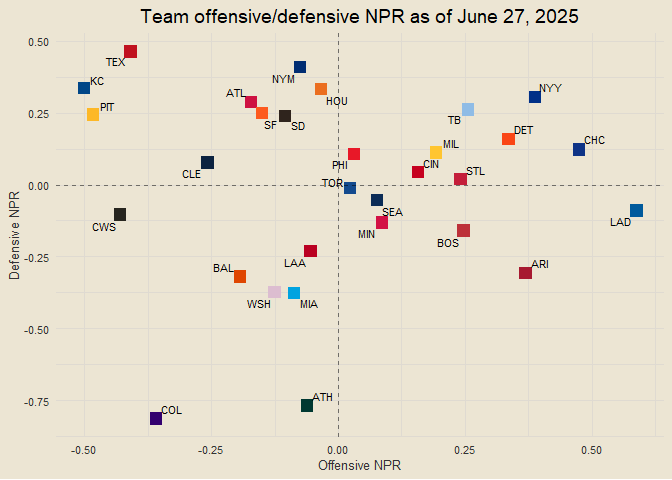 Team offensive/defensive NPR as of June 27, 2025
0.50
TEX
NYM
KC
NYY
ATL
HOU
PIT
0.25
SF
SD
TB
DET
CHC
MIL
PHI
CIN
CLE
STL
TOR
0.00
SEA
CWS
LAD
MIN
BOS
Defensive NPR
LAA
ARI
BAL
-0.25
WSH
MIA
-0.50
ATH
-0.75
COL
-0.50
-0.25
0.00
0.25
0.50
Offensive NPR